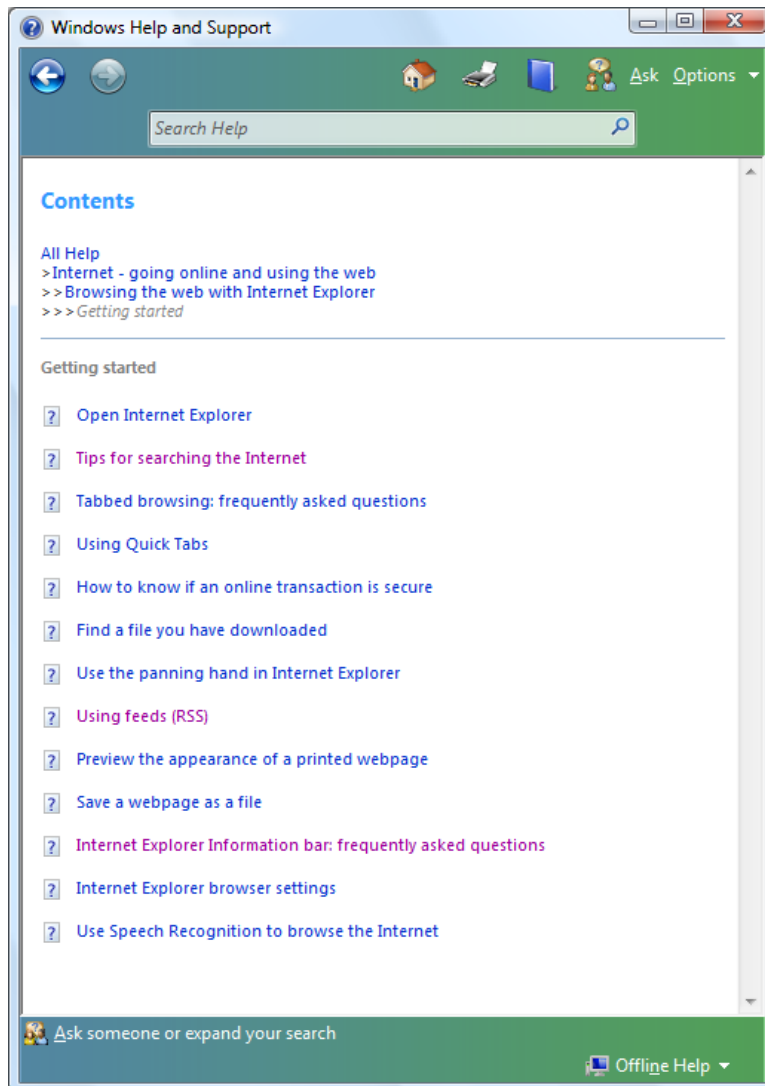 Windows Help and Support
Ask Options
Search Help
Contents
All Help
>Internet - going online and using the web
>>Browsing the web with Internet Explorer
>>>Getting started
Getting started
Open Internet Explorer
Tips for searching the Internet
Tabbed browsing: frequently asked questions
Using Quick Tabs
How to know if an online transaction is secure
Find a file you have downloaded
Use the panning hand in Internet Explorer
Using feeds (RSS)
Preview the appearance of a printed webpage
Save a webpage as a file
Internet Explorer Information bar: frequently asked questions
Internet Explorer browser settings
Use Speech Recognition to browse the Internet
Ask someone or expand your search
Offline Help